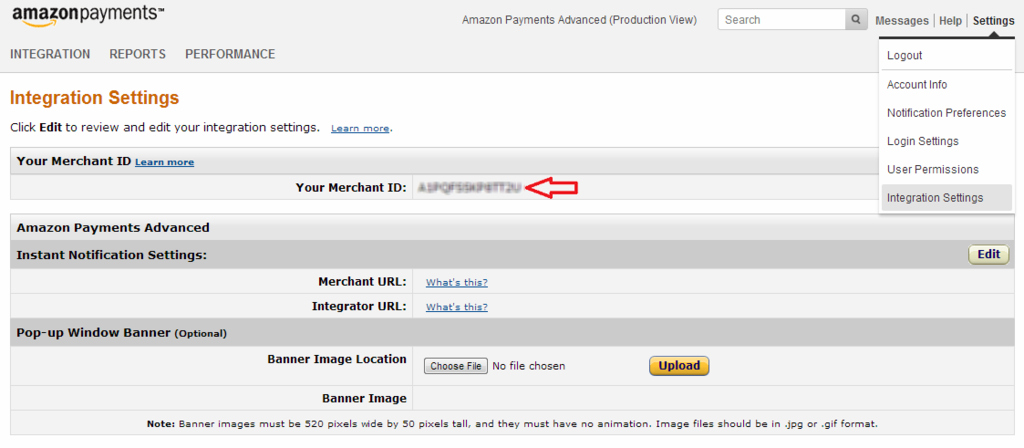 amazonpayments™
Amazon Payments Advanced (Production View)
Search
Messages | Help | Settings
INTEGRATION REPORTS PERFORMANCE
Logout
Account Info
Notification Preferences
Login Settings
User Permissions
Integration Settings
Integration Settings
Click Edit to review and edit your integration settings. Learn more.
Your Merchant ID Learn more
Your Merchant ID:
Amazon Payments Advanced
Instant Notification Settings: Edit
Merchant URL: What's this?
Integrator URL: What's this?
Pop-up Window Banner (Optional)
Banner Image Location Choose File No file chosen Upload
Banner Image
Note: Banner images must be 520 pixels wide by 50 pixels tall, and they must have no animation. Image files should be in .jpg or .gif format.